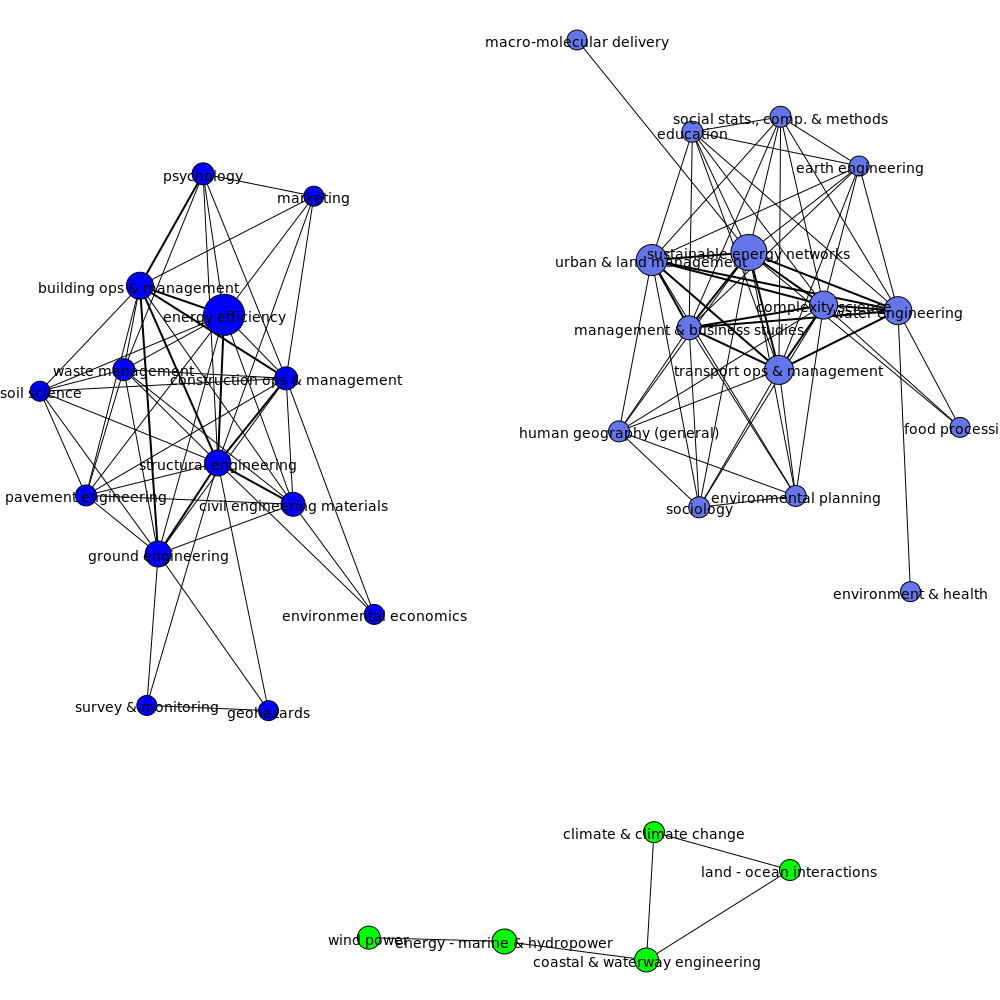 macro-molecular delivery
social stats., comp. & methods
education
earth engineering
psychology
marketing
sustainable energy networks
urban & land management
building ops & management
complexity science
water engineering
energy efficiency
management & business studies
waste management
transport ops & management
construction ops & management
soil science
food processi
human geography (general)
structural engineering
pavement engineering
environmental planning
civil engineering materials
sociology
ground engineering
environment & health
environmental economics
survey & monitoring
geohazards
climate & climate change
land - ocean interactions
wind power
energy - marine & hydropower
coastal & waterway engineering